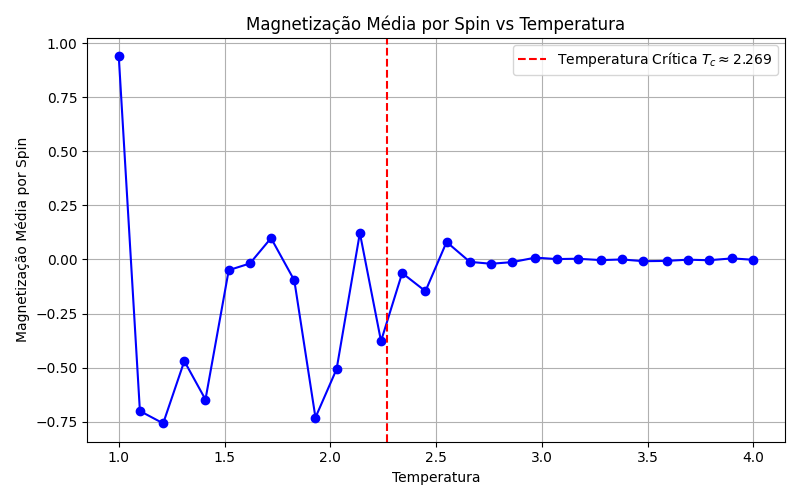 Magnetização Média por Spin vs Temperatura
Temperatura Crítica $T_c \approx 2.269$
Magnetização Média por Spin
1.00
0.75
0.50
0.25
0.00
−0.25
−0.50
−0.75
1.0 1.5 2.0 2.5 3.0 3.5 4.0
Temperatura